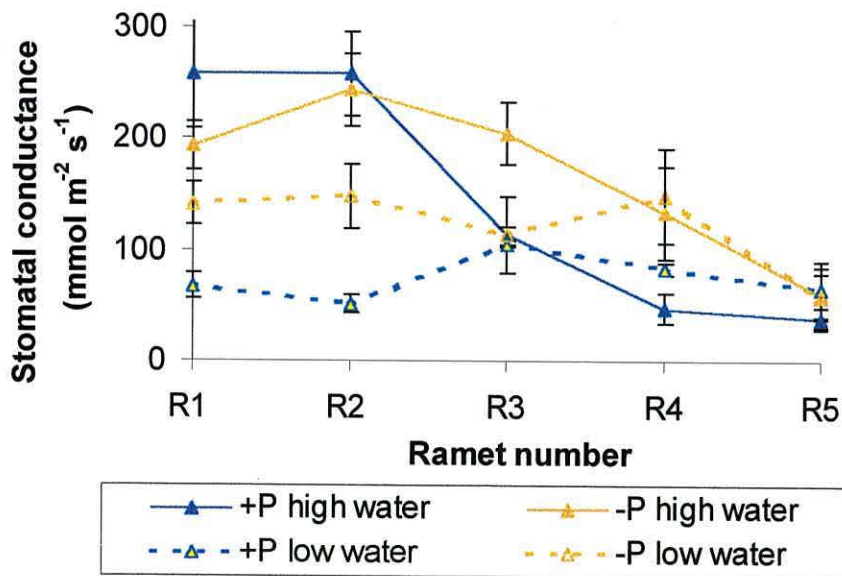 Stomatal conductance
(mmol m⁻² s⁻¹)
300
200
100
0
R1 R2 R3 R4 R5
Ramet number
+P high water -P high water
+P low water -P low water